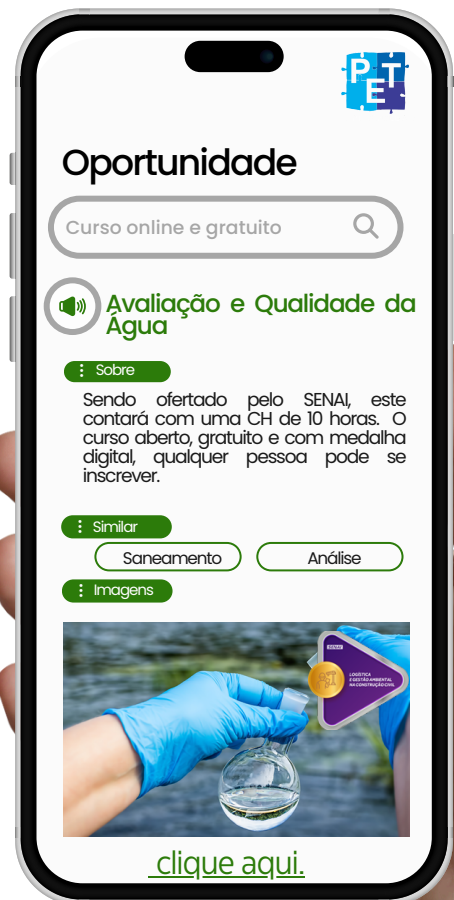 PET
Oportunidade
Curso online e gratuito
Avaliação e Qualidade da
Água
Sobre
Sendo ofertado pelo SENAI, este
contará com uma CH de 10 horas. O
curso aberto, gratuito e com medalha
digital, qualquer pessoa pode se
inscrever.
Similar
Saneamento
Análise
Imagens
SENAI
LOGÍSTICA
E GESTÃO AMBIENTAL
NA CONSTRUÇÃO CIVIL
clique aqui.